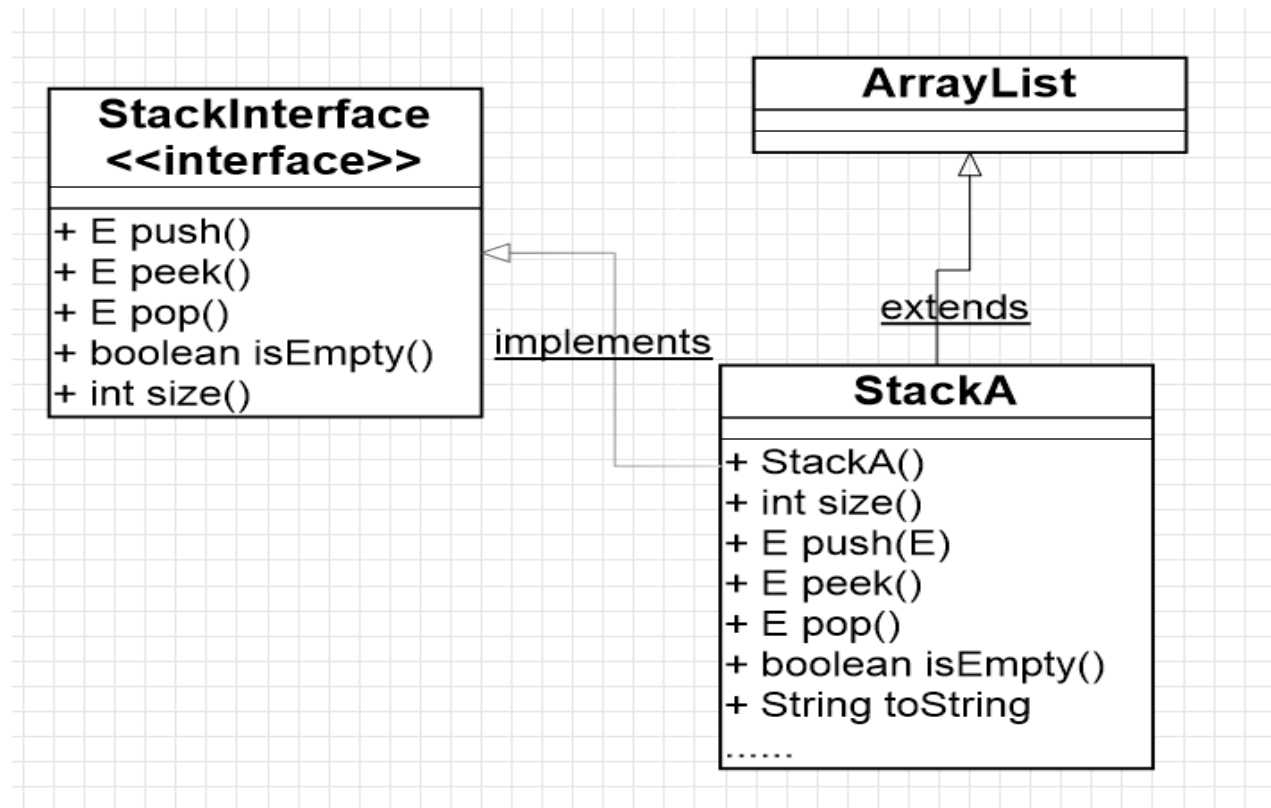 StackInterface
<<interface>>
+ E push()
+ E peek()
+ E pop()
+ boolean isEmpty()
+ int size()
implements
ArrayList
extends
StackA
+ StackA()
+ int size()
+ E push(E)
+ E peek()
+ E pop()
+ boolean isEmpty()
+ String toString
......